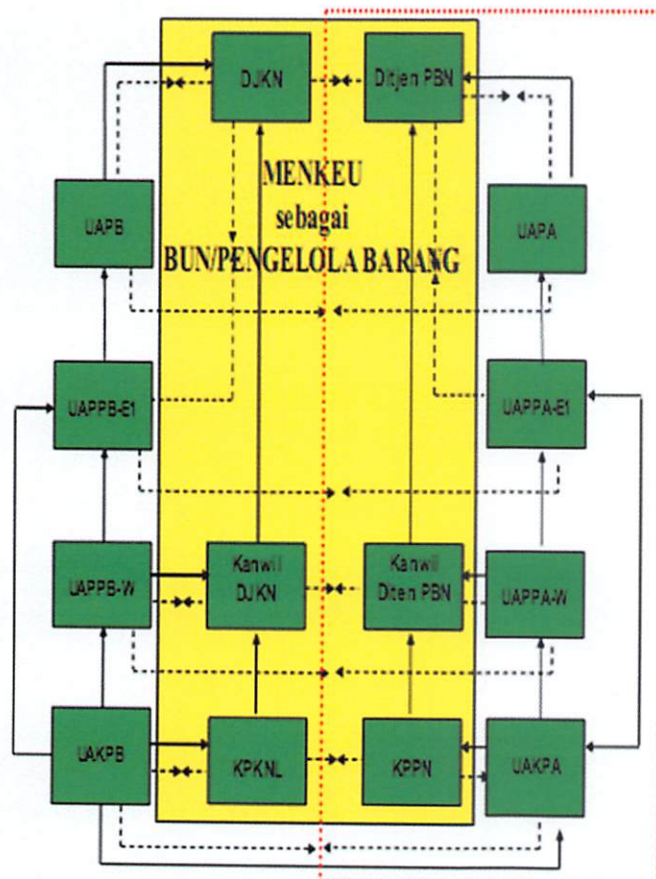 DJKN
Ditjen PBN
MENKEU
sebagai
BUN/PENGELOLA BARANG
UAPB
UAPA
UAPPB-E1
UAPPA-E1
UAPPB-W
Kanwil
DJKN
Kanwil
Diten PBN
UAPPA-W
UAKPB
KPKNL
KPPN
UAKPA